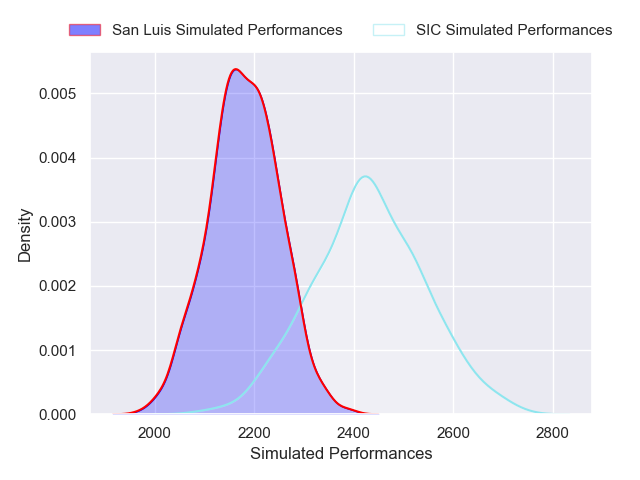 San Luis Simulated Performances SIC Simulated Performances
0.005
0.004
0.003
0.002
0.001
0.000
Density
2000 2200 2400 2600 2800
Simulated Performances